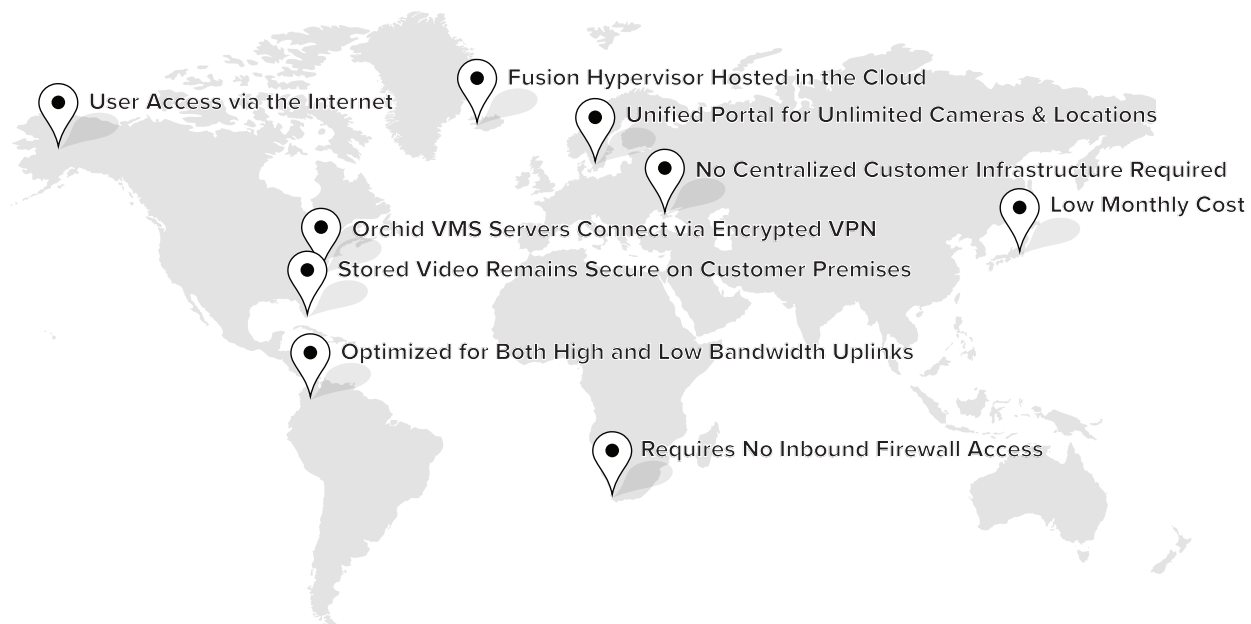 Fusion Hypervisor Hosted in the Cloud
User Access via the Internet
Unified Portal for Unlimited Cameras & Locations
No Centralized Customer Infrastructure Required
Low Monthly Cost
Orchid VMS Servers Connect via Encrypted VPN
Stored Video Remains Secure on Customer Premises
Optimized for Both High and Low Bandwidth Uplinks
Requires No Inbound Firewall Access